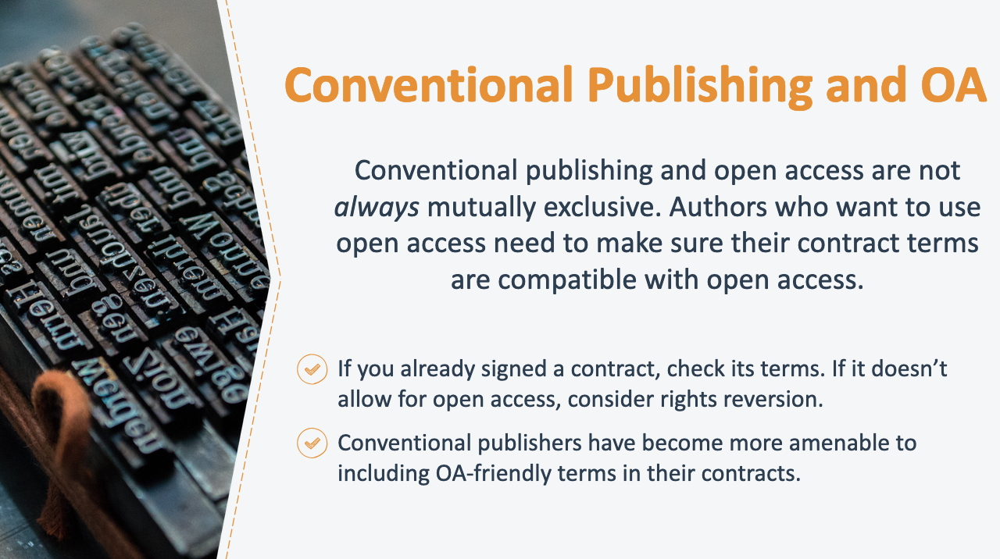 Conventional Publishing and OA
Conventional publishing and open access are not
always mutually exclusive. Authors who want to use
open access need to make sure their contract terms
are compatible with open access.
If you already signed a contract, check its terms. If it doesn’t
allow for open access, consider rights reversion.
Conventional publishers have become more amenable to
including OA-friendly terms in their contracts.